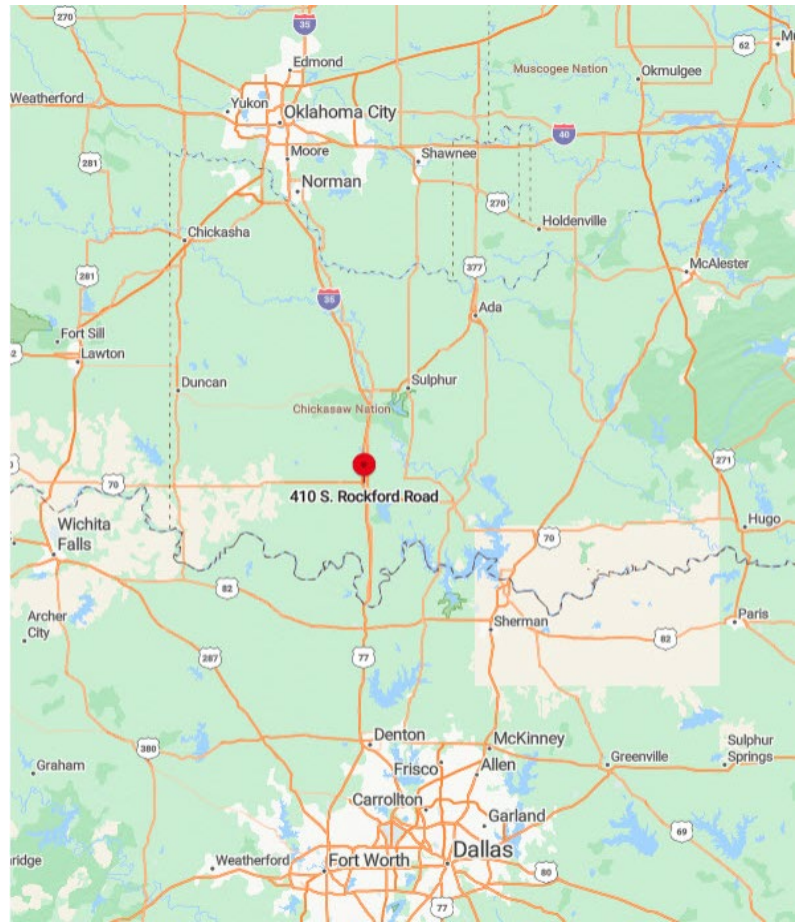 270
35
62
Mu
Edmond
Muscogee Nation
Okmulgee
Weatherford
Yukon
Oklahoma City
40
281
Moore
Shawnee
Norman
270
Holdenville
Chickasha
377
McAlester
281
35
Ada
Fort Sill
62
Lawton
Duncan
Sulphur
Chickasaw Nation
271
70
410 S. Rockford Road
Wichita
Falls
70
Hugo
82
Archer
City
Sherman
Paris
82
77
287
380
Denton
McKinney
Sulphur
Springs
Graham
Frisco
Allen
Greenville
Carrollton
Garland
69
ridge
Weatherford
Fort Worth
Dallas
80
77